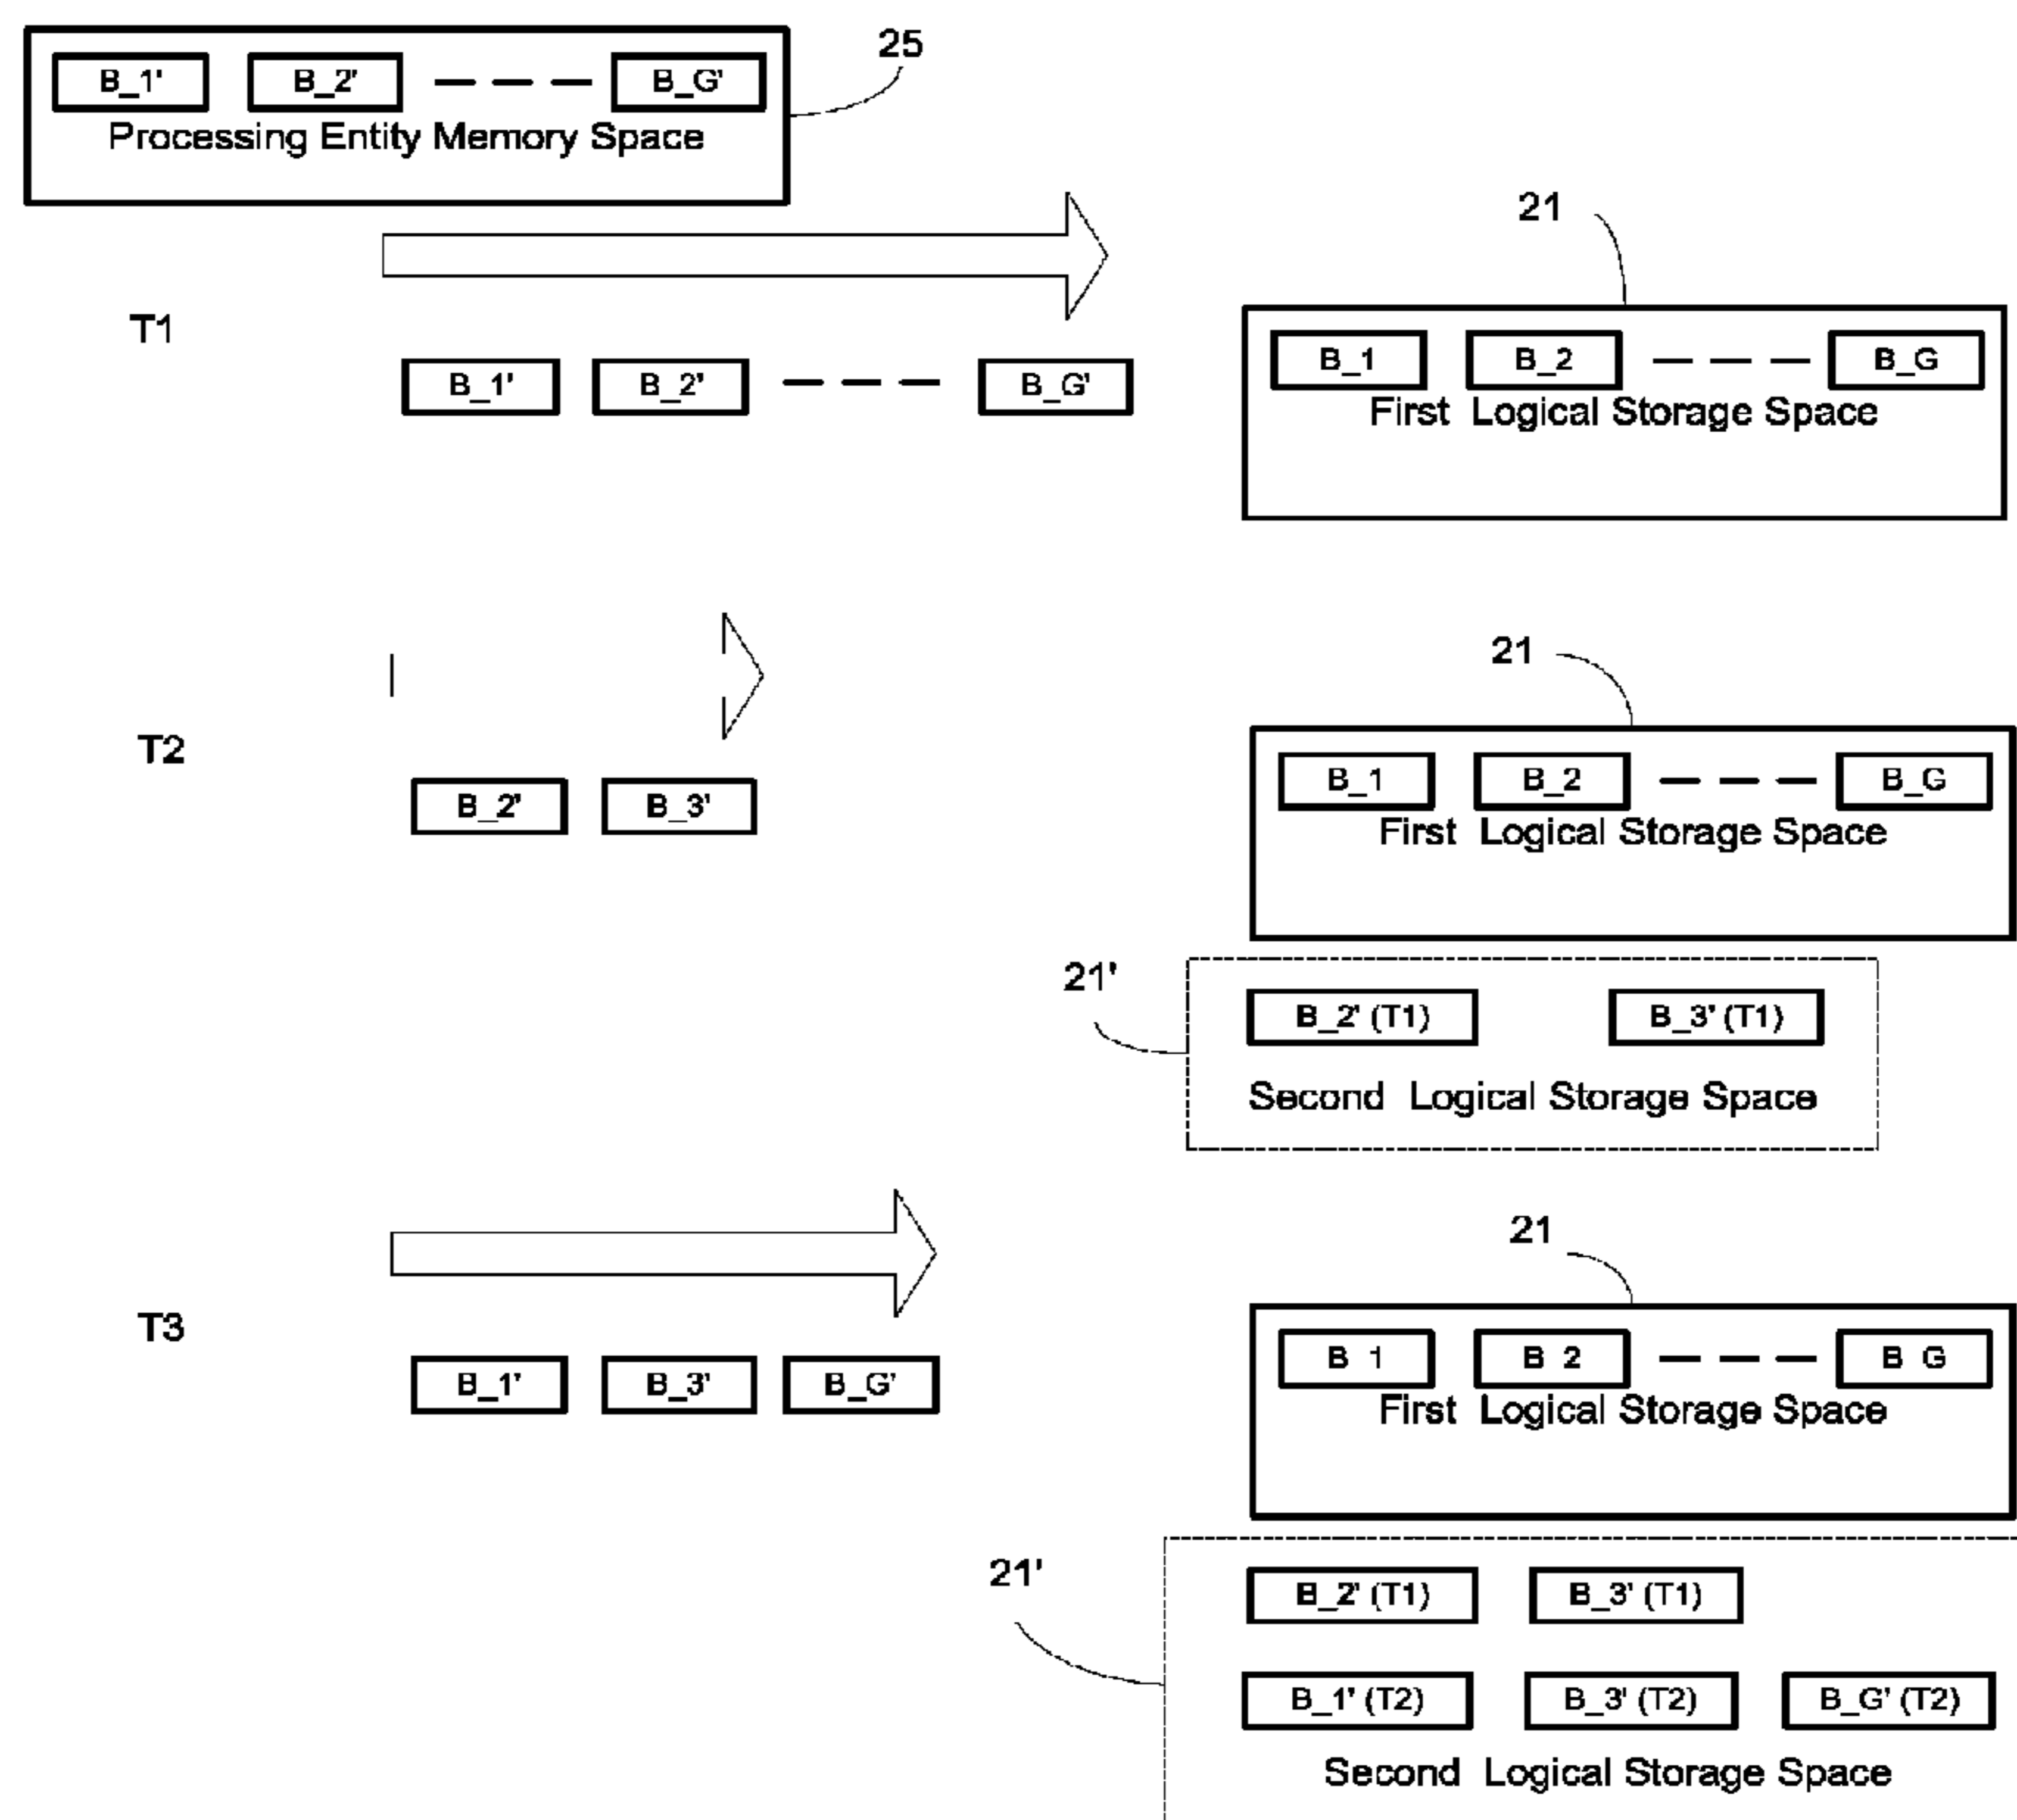 25
B_1' B_2' B_G'
Processing Entity Memory Space
21
T1
B_1' B_2' B_G'
B_1 B_2 B_G
First Logical Storage Space
21
T2
B_2' B_3'
B_1 B_2 B_G
First Logical Storage Space
21'
B_2' (T1) B_3' (T1)
Second Logical Storage Space
21
T3
B_1' B_3' B_G'
B 1 B 2 B G
First Logical Storage Space
21'
B_2' (T1) B_3' (T1)
B_1' (T2) B_3' (T2) B_G' (T2)
Second Logical Storage Space